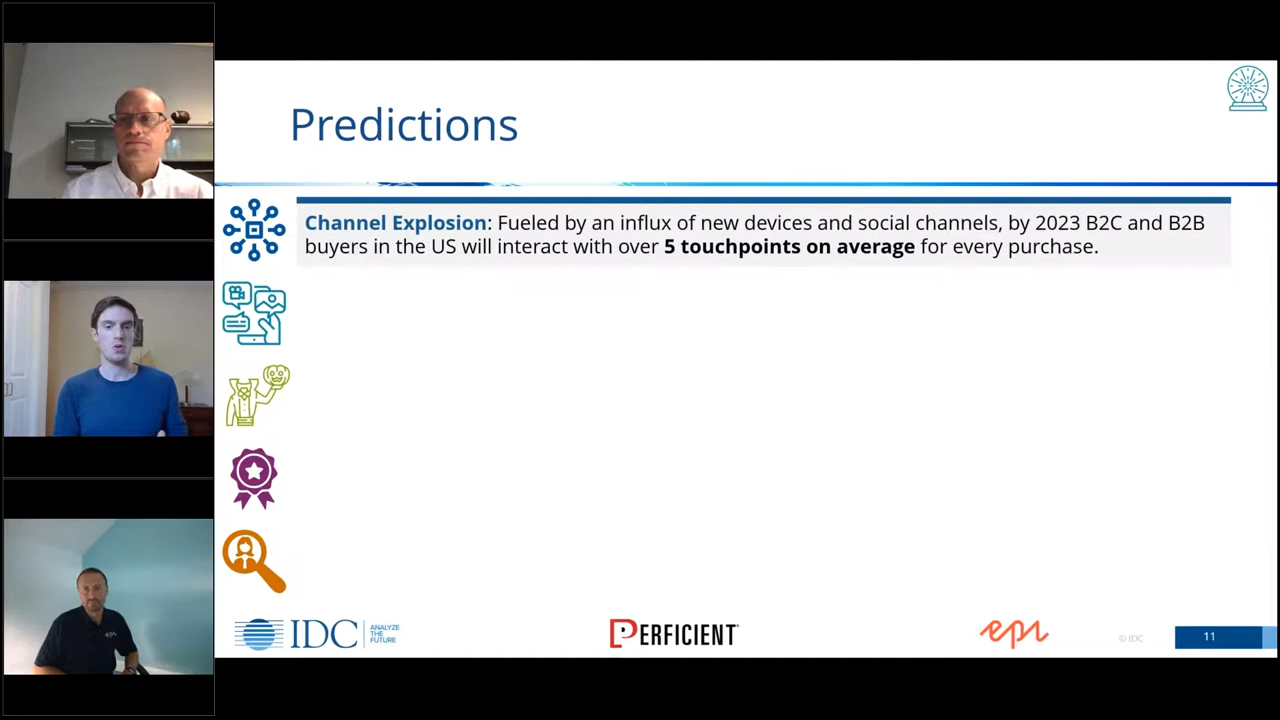 Predictions
Channel Explosion: Fueled by an influx of new devices and social channels, by 2023 B2C and B2B
buyers in the US will interact with over 5 touchpoints on average for every purchase.
IDC
ANALYZE
THE
FUTURE
PERFICIENT
epi
© IDC
11
epi